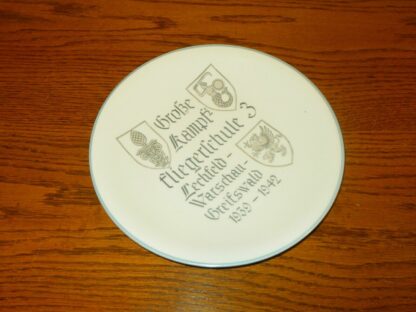 Große
Kampf-
fliegerschule 3
Lechfeld-
Warschau-
Greifswald
1939-1942